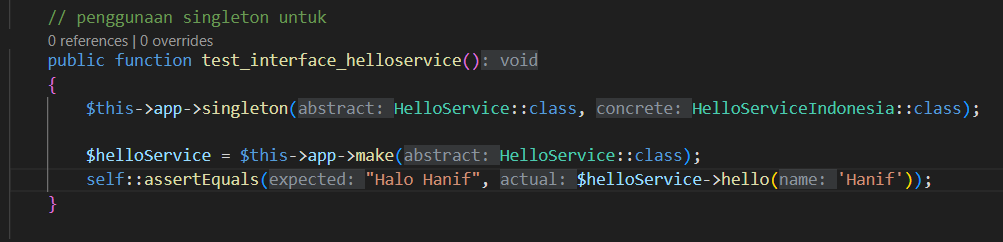 // penggunaan singleton untuk
0 references | 0 overrides
public function test_interface_helloservice(): void
{
$this->app->singleton(abstract: HelloService::class, concrete: HelloServiceIndonesia::class);
$helloService = $this->app->make(abstract: HelloService::class);
self::assertEquals(expected: "Halo Hanif", actual: $helloService->hello(name: 'Hanif'));
}